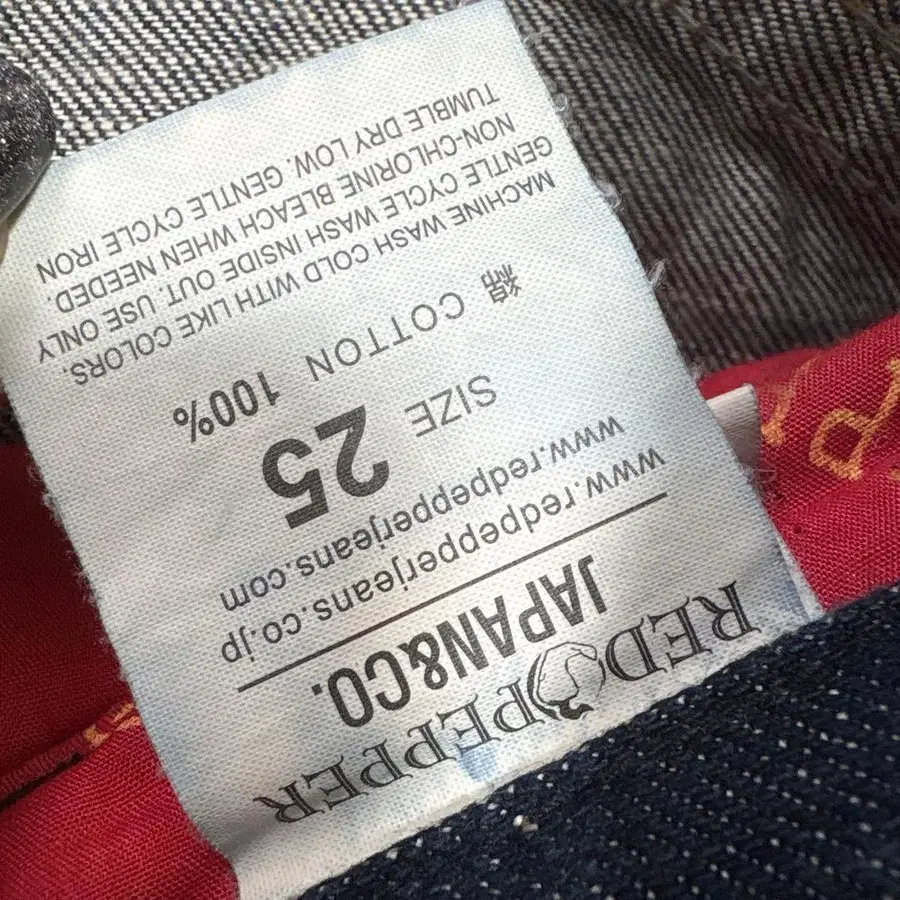 RED PEPPER
JAPAN&CO.
www.redpepperjeans.co.jp
www.redpepperjeans.com
SIZE 25
綿 COTTON 100%
MACHINE WASH COLD WITH LIKE COLORS.
GENTLE CYCLE WASH INSIDE OUT. USE ONLY
NON-CHLORINE BLEACH WHEN NEEDED.
TUMBLE DRY LOW. GENTLE CYCLE IRON